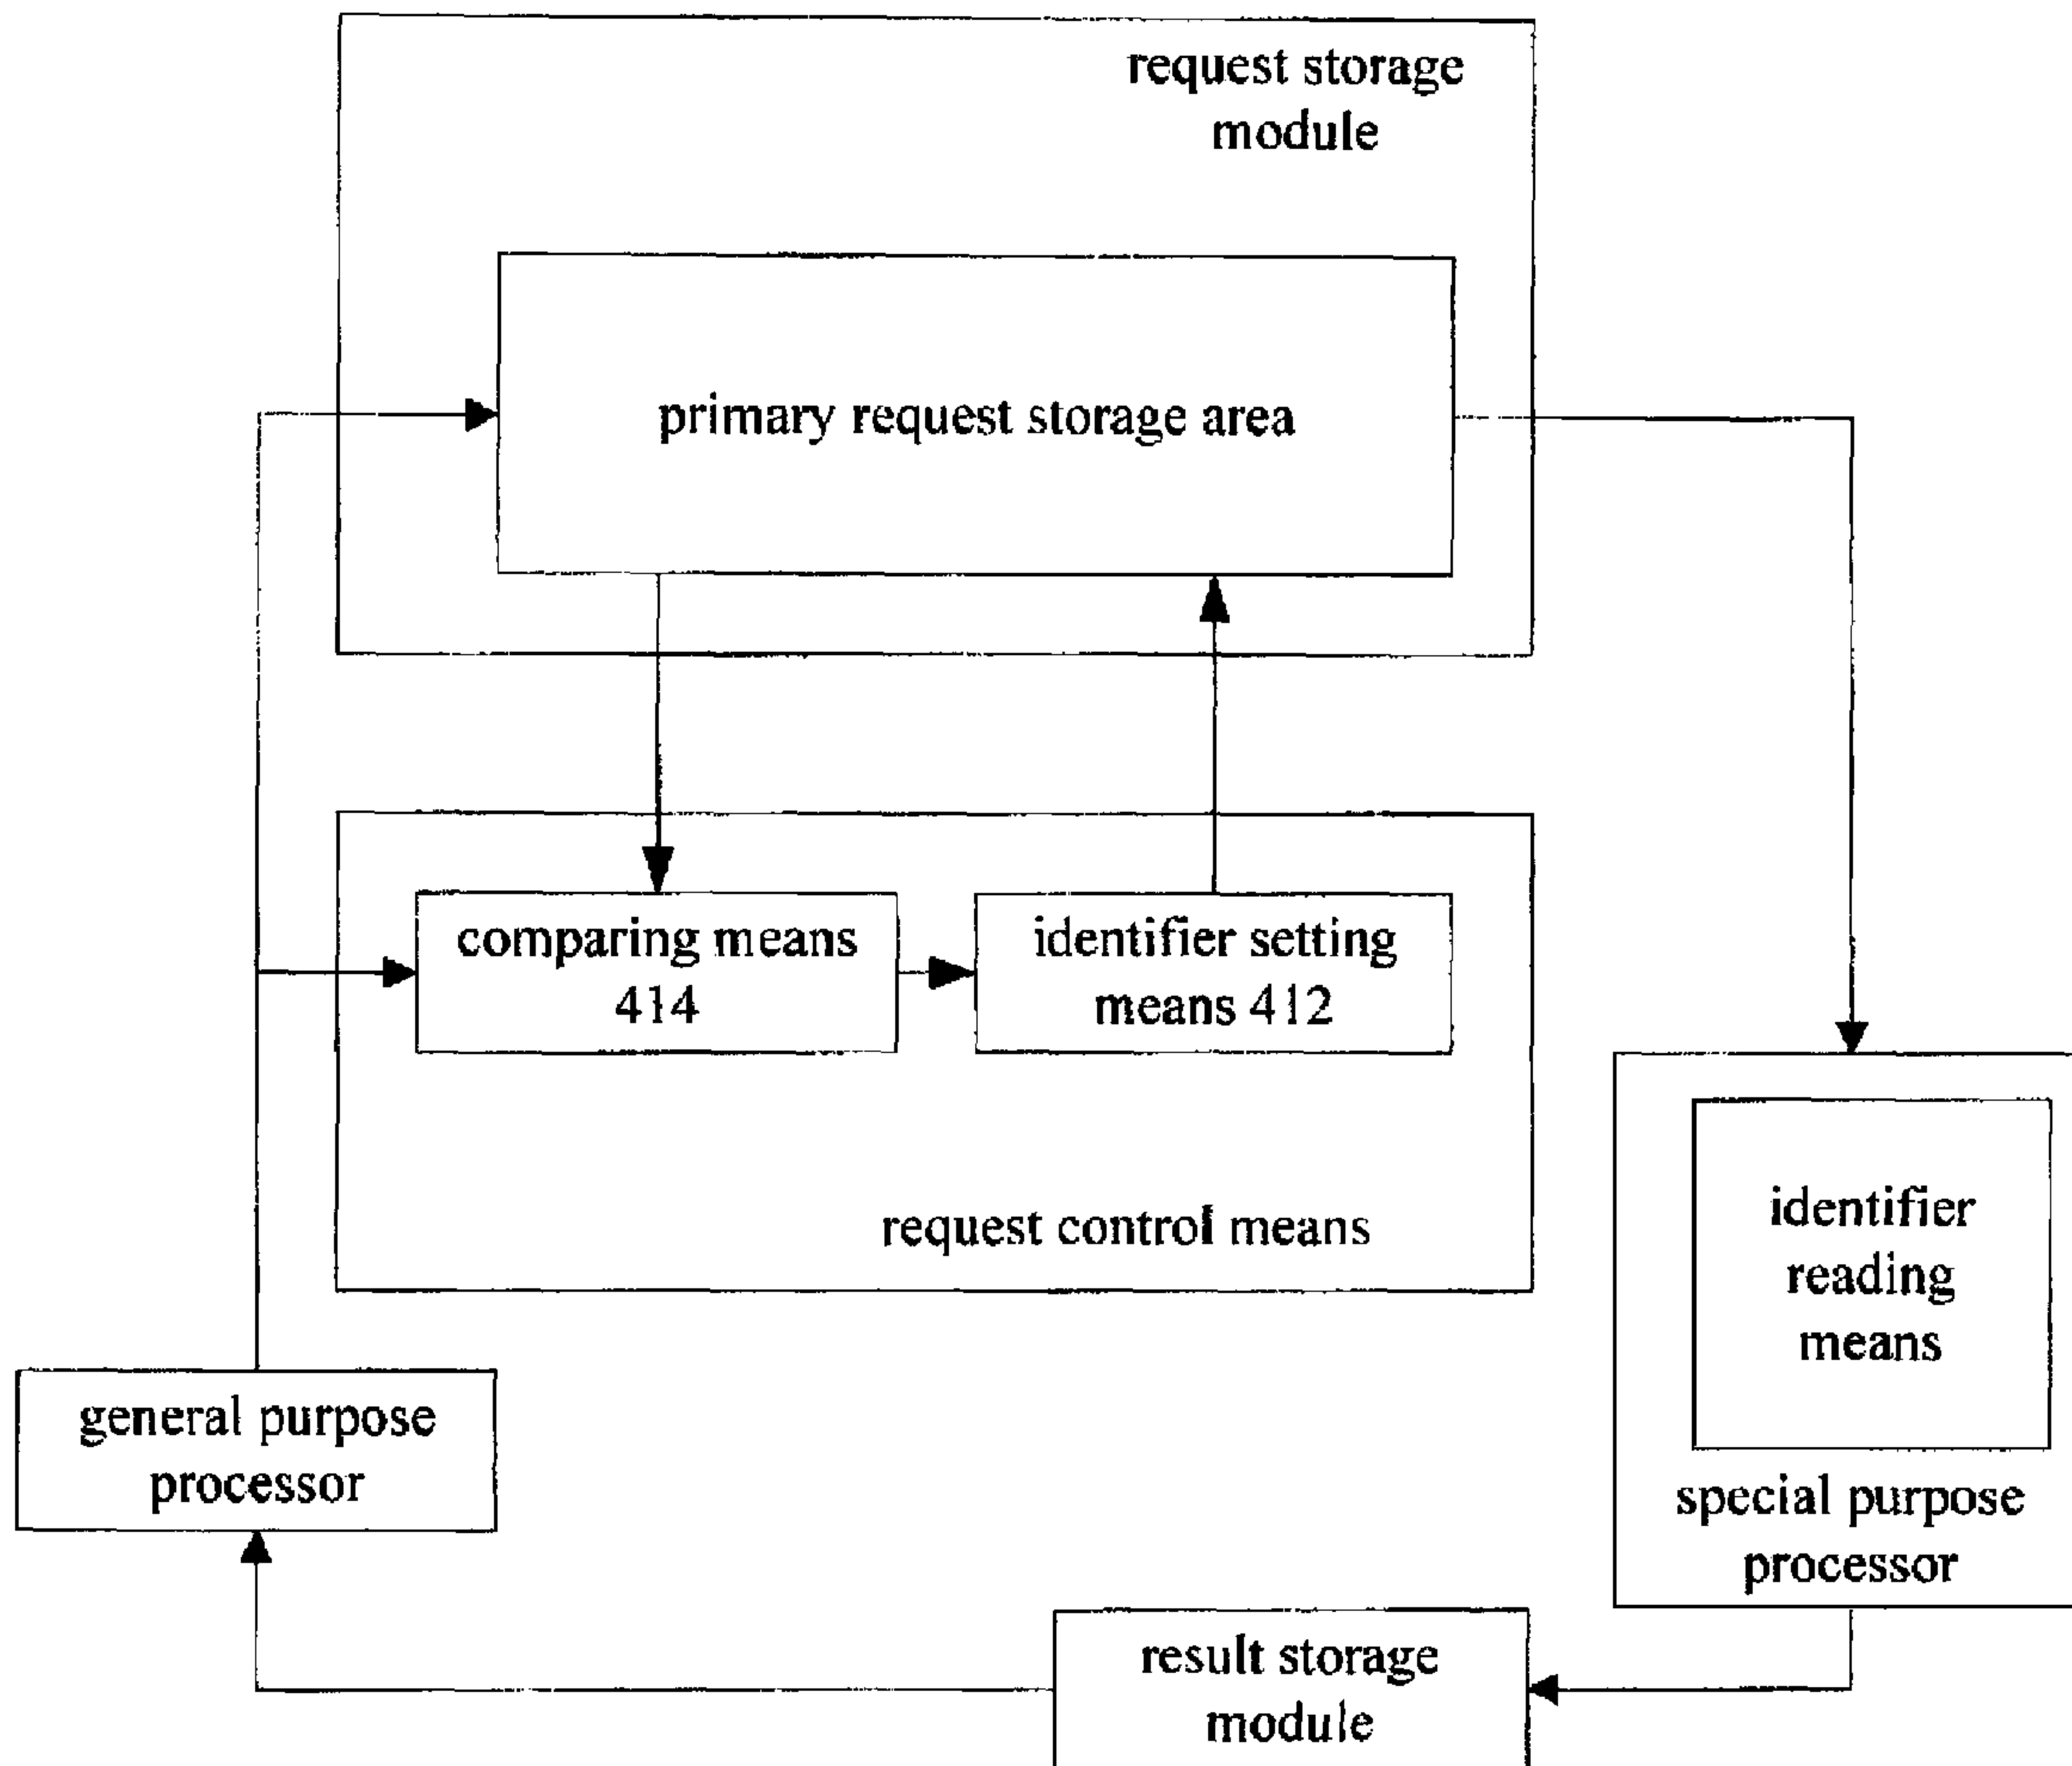 request storage
module
primary request storage area
comparing means
414
identifier setting
means 412
request control means
identifier
reading
means
special purpose
processor
general purpose
processor
result storage
module